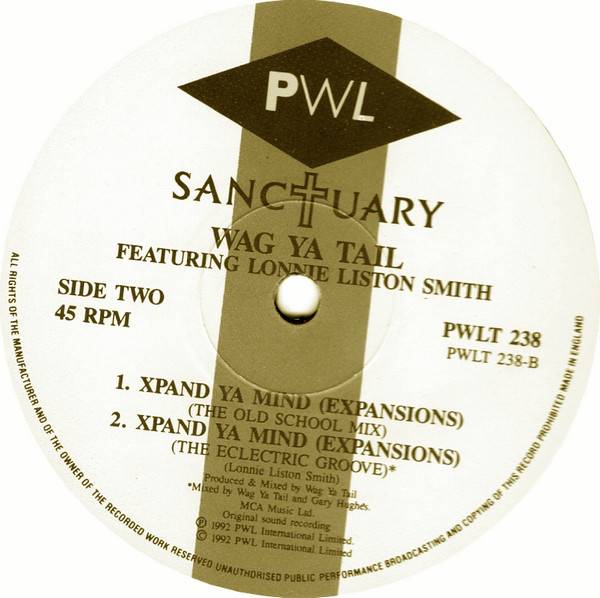 PWL
SANCTUARY
WAG YA TAIL
FEATURING LONNIE LISTON SMITH
SIDE TWO
45 RPM
PWLT 238
PWLT 238-B
1. XPAND YA MIND (EXPANSIONS)
(THE OLD SCHOOL MIX)
2. XPAND YA MIND (EXPANSIONS)
(THE ECLECTRIC GROOVE)*
(Lonnie Liston Smith)
Produced & Mixed by Wag Ya Tail
*Mixed by Wag Ya Tail and Gary Hughes.
MCA Music Ltd.
Original sound recording
℗ 1992 PWL International Limited.
© 1992 PWL International Limited
ALL RIGHTS OF THE MANUFACTURER AND OF THE OWNER OF THE RECORDED WORK RESERVED UNAUTHORISED PUBLIC PERFORMANCE BROADCASTING AND COPYING OF THIS RECORD PROHIBITED MADE IN ENGLAND